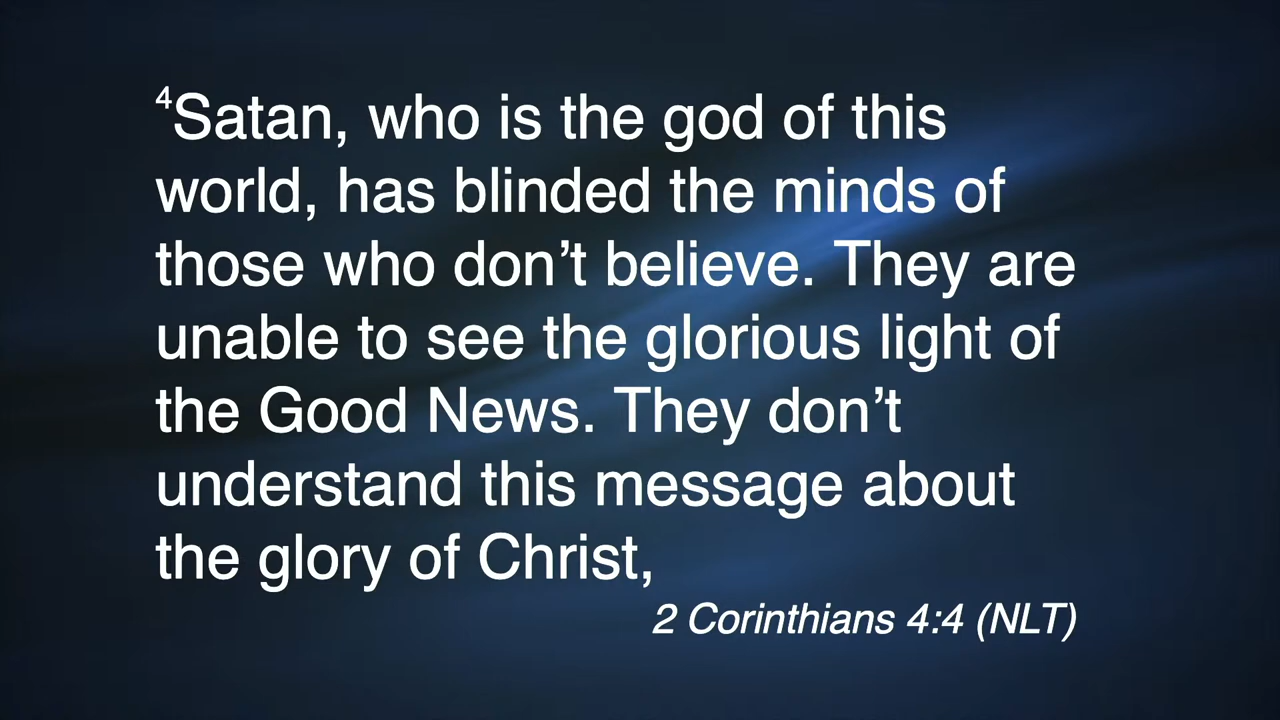 ⁴Satan, who is the god of this
world, has blinded the minds of
those who don’t believe. They are
unable to see the glorious light of
the Good News. They don’t
understand this message about
the glory of Christ,
2 Corinthians 4:4 (NLT)